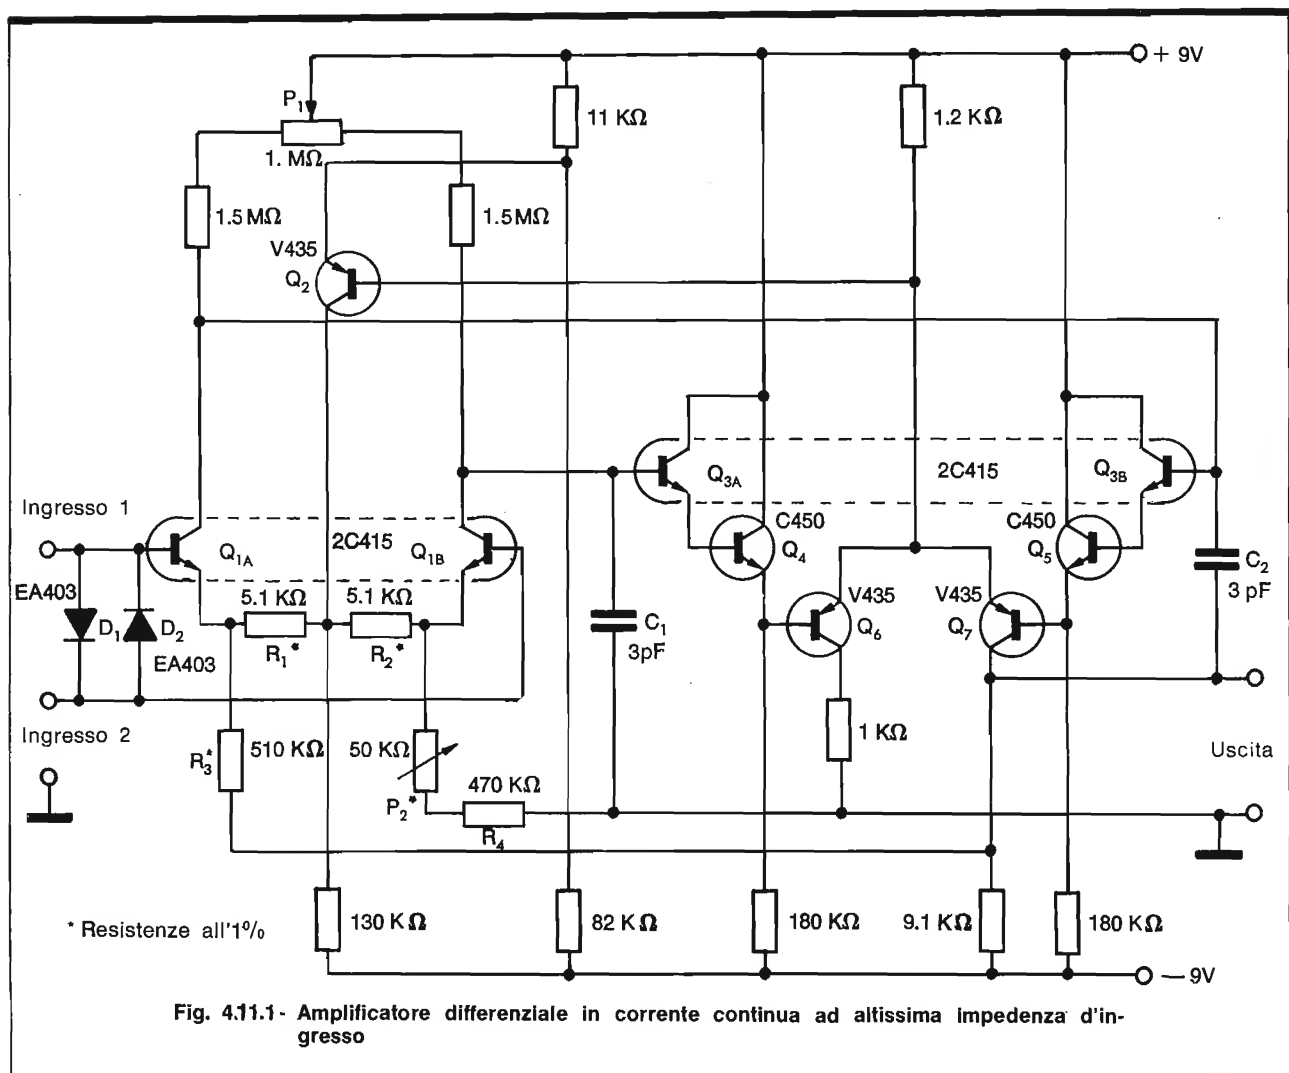 + 9V
P₁
1. MΩ
11 KΩ
1.2 KΩ
1.5 MΩ
1.5 MΩ
V435
Q₂
Ingresso 1
Q₁A
2C415
Q₁B
Q₃A
2C415
Q₃B
C450
Q₄
C450
Q₅
EA403
D₁
D₂
EA403
5.1 KΩ
R₁*
5.1 KΩ
R₂*
C₁
3pF
V435
Q₆
V435
Q₇
C₂
3 pF
Ingresso 2
R₃*
510 KΩ
50 KΩ
P₂*
470 KΩ
R₄
1 KΩ
Uscita
* Resistenze all'1%
130 KΩ
82 KΩ
180 KΩ
9.1 KΩ
180 KΩ
— 9V
Fig. 4.11.1 - Amplificatore differenziale in corrente continua ad altissima impedenza d'in-
gresso